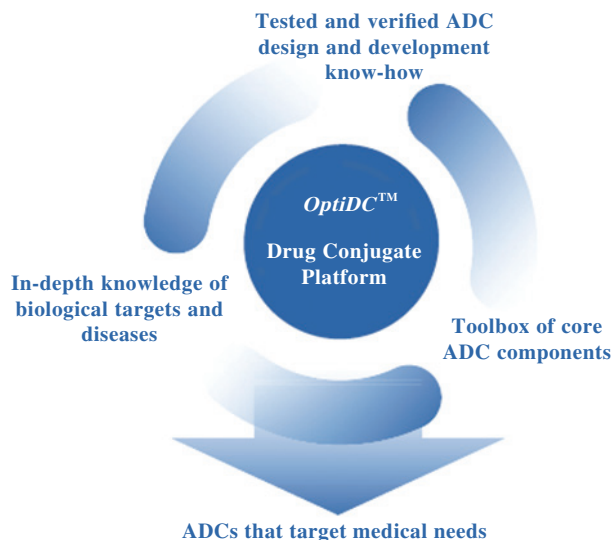 Tested and verified ADC
design and development
know-how
OptiDC™
Drug Conjugate
Platform
In-depth knowledge of
biological targets and
diseases
Toolbox of core
ADC components
ADCs that target medical needs